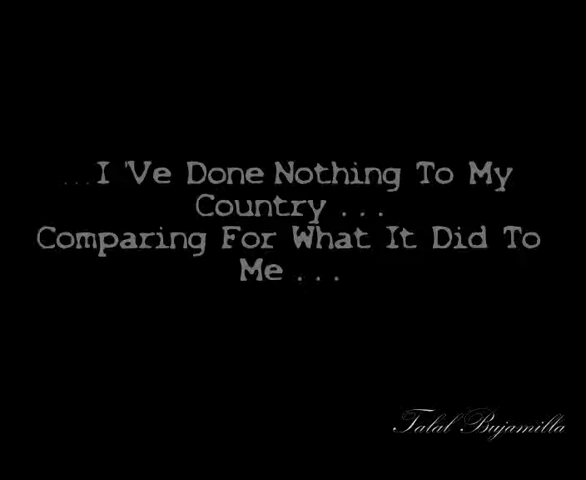 ...I 'Ve Done Nothing To My
Country . . .
Comparing For What It Did To
Me . . .
Talal Bujamilla